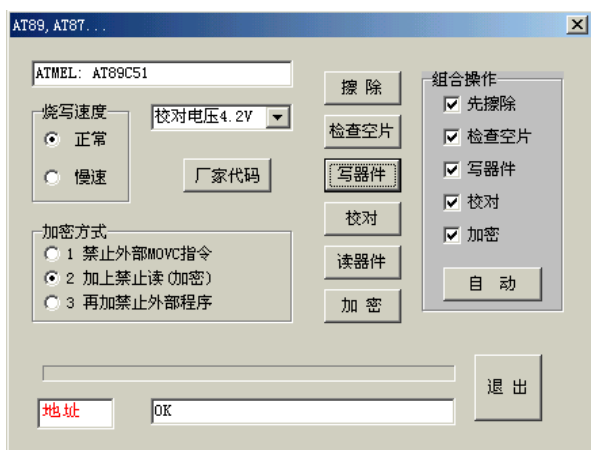 AT89, AT87...
ATMEL: AT89C51
烧写速度
正常
慢速
校对电压4.2V
厂家代码
加密方式
1 禁止外部MOVC指令
2 加上禁止读(加密)
3 再加禁止外部程序
擦 除
检查空片
写器件
校对
读器件
加 密
组合操作
先擦除
检查空片
写器件
校对
加密
自 动
地址
OK
退 出